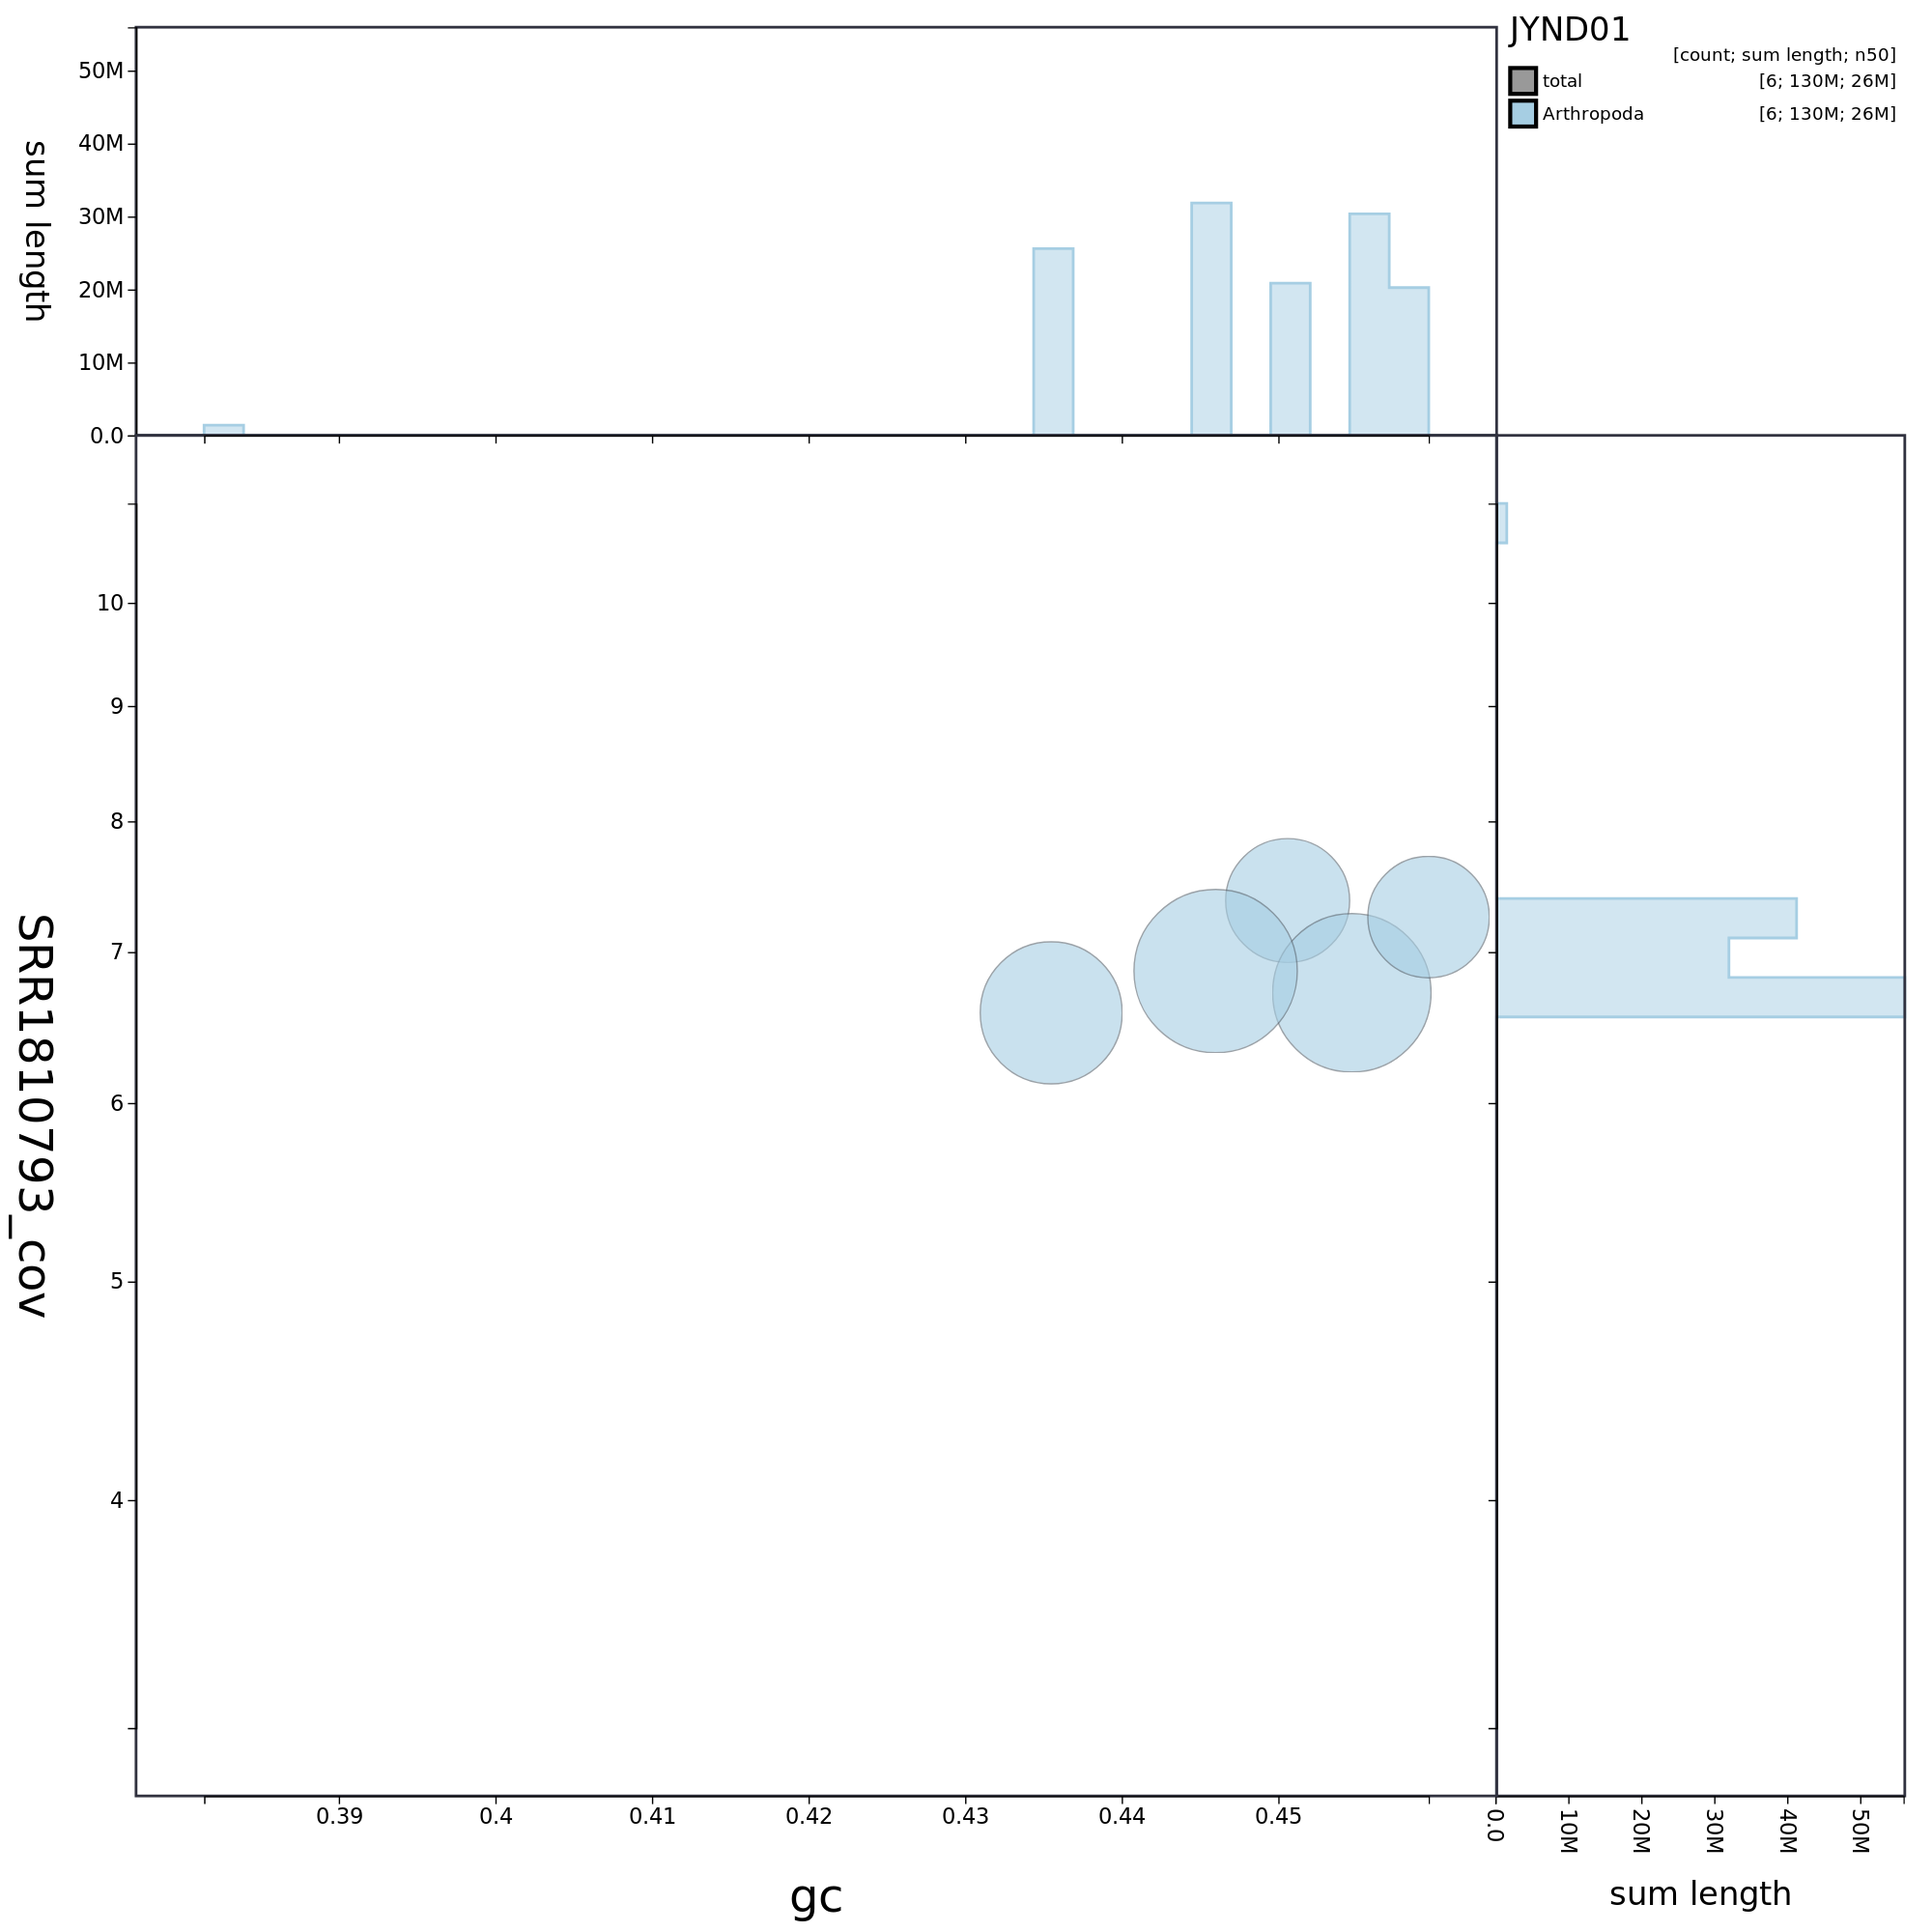 JYND01
[count; sum length; n50]
total [6; 130M; 26M]
Arthropoda [6; 130M; 26M]
sum length
50M
40M
30M
20M
10M
0.0
SRR1810793_cov
10
9
8
7
6
5
4
0.39 0.4 0.41 0.42 0.43 0.44 0.45
gc
0.0 10M 20M 30M 40M 50M
sum length